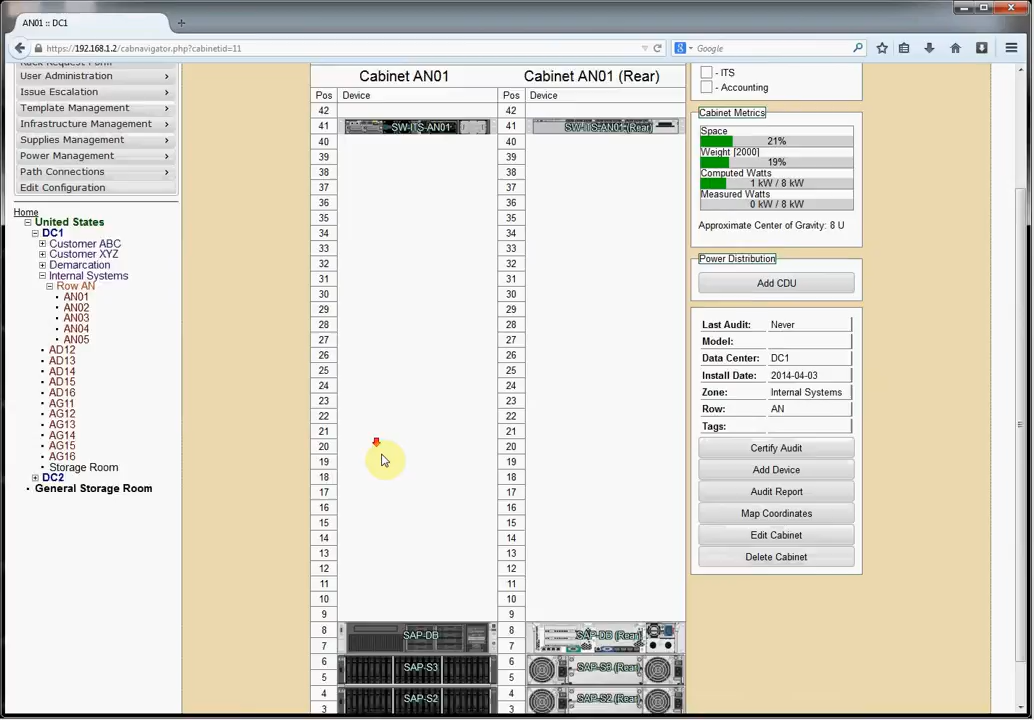 AN01 :: DC1
https://192.168.1.2/cabnavigator.php?cabinetid=11
Google
Rack Request Form
User Administration
Issue Escalation
Template Management
Infrastructure Management
Supplies Management
Power Management
Path Connections
Edit Configuration
Home
United States
DC1
Customer ABC
Customer XYZ
Demarcation
Internal Systems
Row AN
AN01
AN02
AN03
AN04
AN05
AD12
AD13
AD14
AD15
AD16
AG11
AG12
AG13
AG14
AG15
AG16
Storage Room
DC2
General Storage Room
Cabinet AN01 Cabinet AN01 (Rear)
Pos Device Pos Device
42 42
41 SW-ITS-AN01 41 SW-ITS-AN01 (Rear)
40 40
39 39
38 38
37 37
36 36
35 35
34 34
33 33
32 32
31 31
30 30
29 29
28 28
27 27
26 26
25 25
24 24
23 23
22 22
21 21
20 20
19 19
18 18
17 17
16 16
15 15
14 14
13 13
12 12
11 11
10 10
9 9
8 SAP-DB 8 SAP-DB (Rear)
7 7
6 SAP-S3 6 SAP-S3 (Rear)
5 5
4 SAP-S2 4 SAP-S2 (Rear)
3 3
- ITS
- Accounting
Cabinet Metrics
Space
21%
Weight [2000]
19%
Computed Watts
1 kW / 8 kW
Measured Watts
0 kW / 8 kW
Approximate Center of Gravity: 8 U
Power Distribution
Add CDU
Last Audit: Never
Model:
Data Center: DC1
Install Date: 2014-04-03
Zone: Internal Systems
Row: AN
Tags:
Certify Audit
Add Device
Audit Report
Map Coordinates
Edit Cabinet
Delete Cabinet